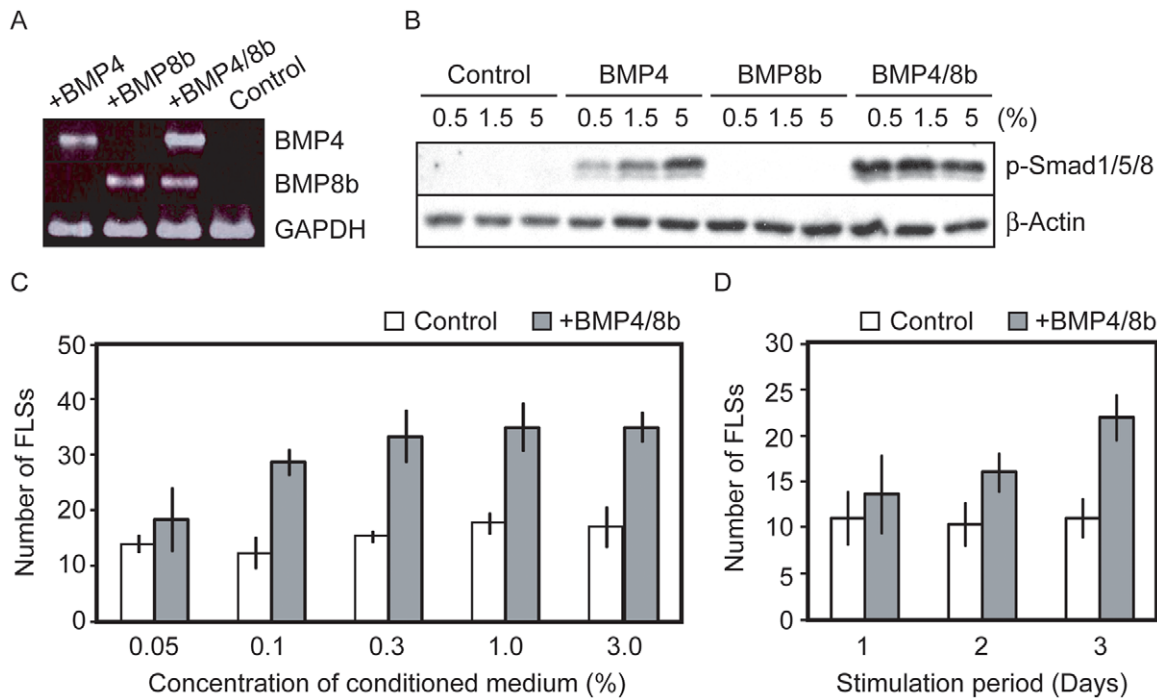 A
+BMP4 +BMP8b +BMP4/8b Control
BMP4
BMP8b
GAPDH
B
Control BMP4 BMP8b BMP4/8b
0.5 1.5 5 0.5 1.5 5 0.5 1.5 5 0.5 1.5 5 (%)
p-Smad1/5/8
β-Actin
C
Control +BMP4/8b
Number of FLSs
50
40
30
20
10
0
0.05 0.1 0.3 1.0 3.0
Concentration of conditioned medium (%)
D
Control +BMP4/8b
Number of FLSs
30
25
20
15
10
5
0
1 2 3
Stimulation period (Days)